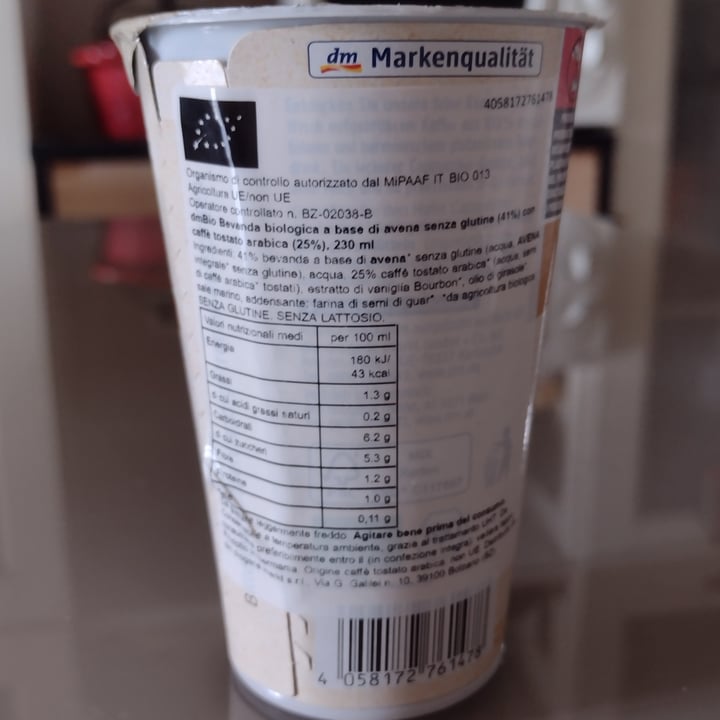 dm Markenqualität
4058172761478
Organismo di controllo autorizzato dal MiPAAF IT BIO 013
Agricoltura UE/non UE
Operatore controllato n. BZ-02038-B
dmBio Bevanda biologica a base di avena senza glutine (41%) con
caffè tostato arabica (25%). 230 ml
Ingredienti: 41% bevanda a base di avena* senza glutine (acqua, AVENA
integrale* senza glutine), acqua, 25% caffè tostato arabica* (acqua, semi
di caffè arabica* tostati), estratto di vaniglia Bourbon*, olio di girasole*,
sale marino, addensante: farina di semi di guar* *da agricoltura biologica
SENZA GLUTINE. SENZA LATTOSIO.
Valori nutrizionali medi per 100 ml
Energia 180 kJ/
43 kcal
Grassi 1.3 g
di cui acidi grassi saturi 0.2 g
Carboidrati 6.2 g
di cui zuccheri 5.3 g
Fibre 1.2 g
Proteine 1.0 g
0,11 g
leggermente freddo. Agitare bene prima del consumo.
a temperatura ambiente, grazie al trattamento UHT. Da
preferibilmente entro il (in confezione integra): vedere
Germania. Origine caffè tostato arabica: non UE.
s.r.l., Via G. Galilei n. 10, 39100 Bolzano (BZ)
4 058172 761478